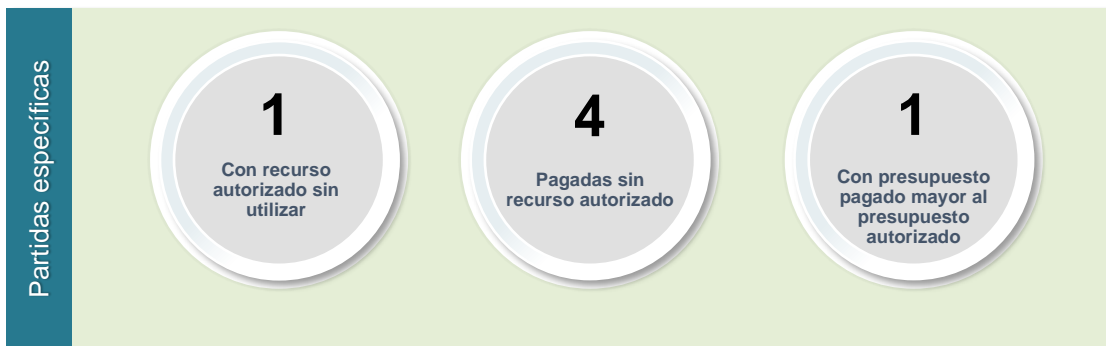 Partidas específicas
1
Con recurso
autorizado sin
utilizar
4
Pagadas sin
recurso autorizado
1
Con presupuesto
pagado mayor al
presupuesto
autorizado